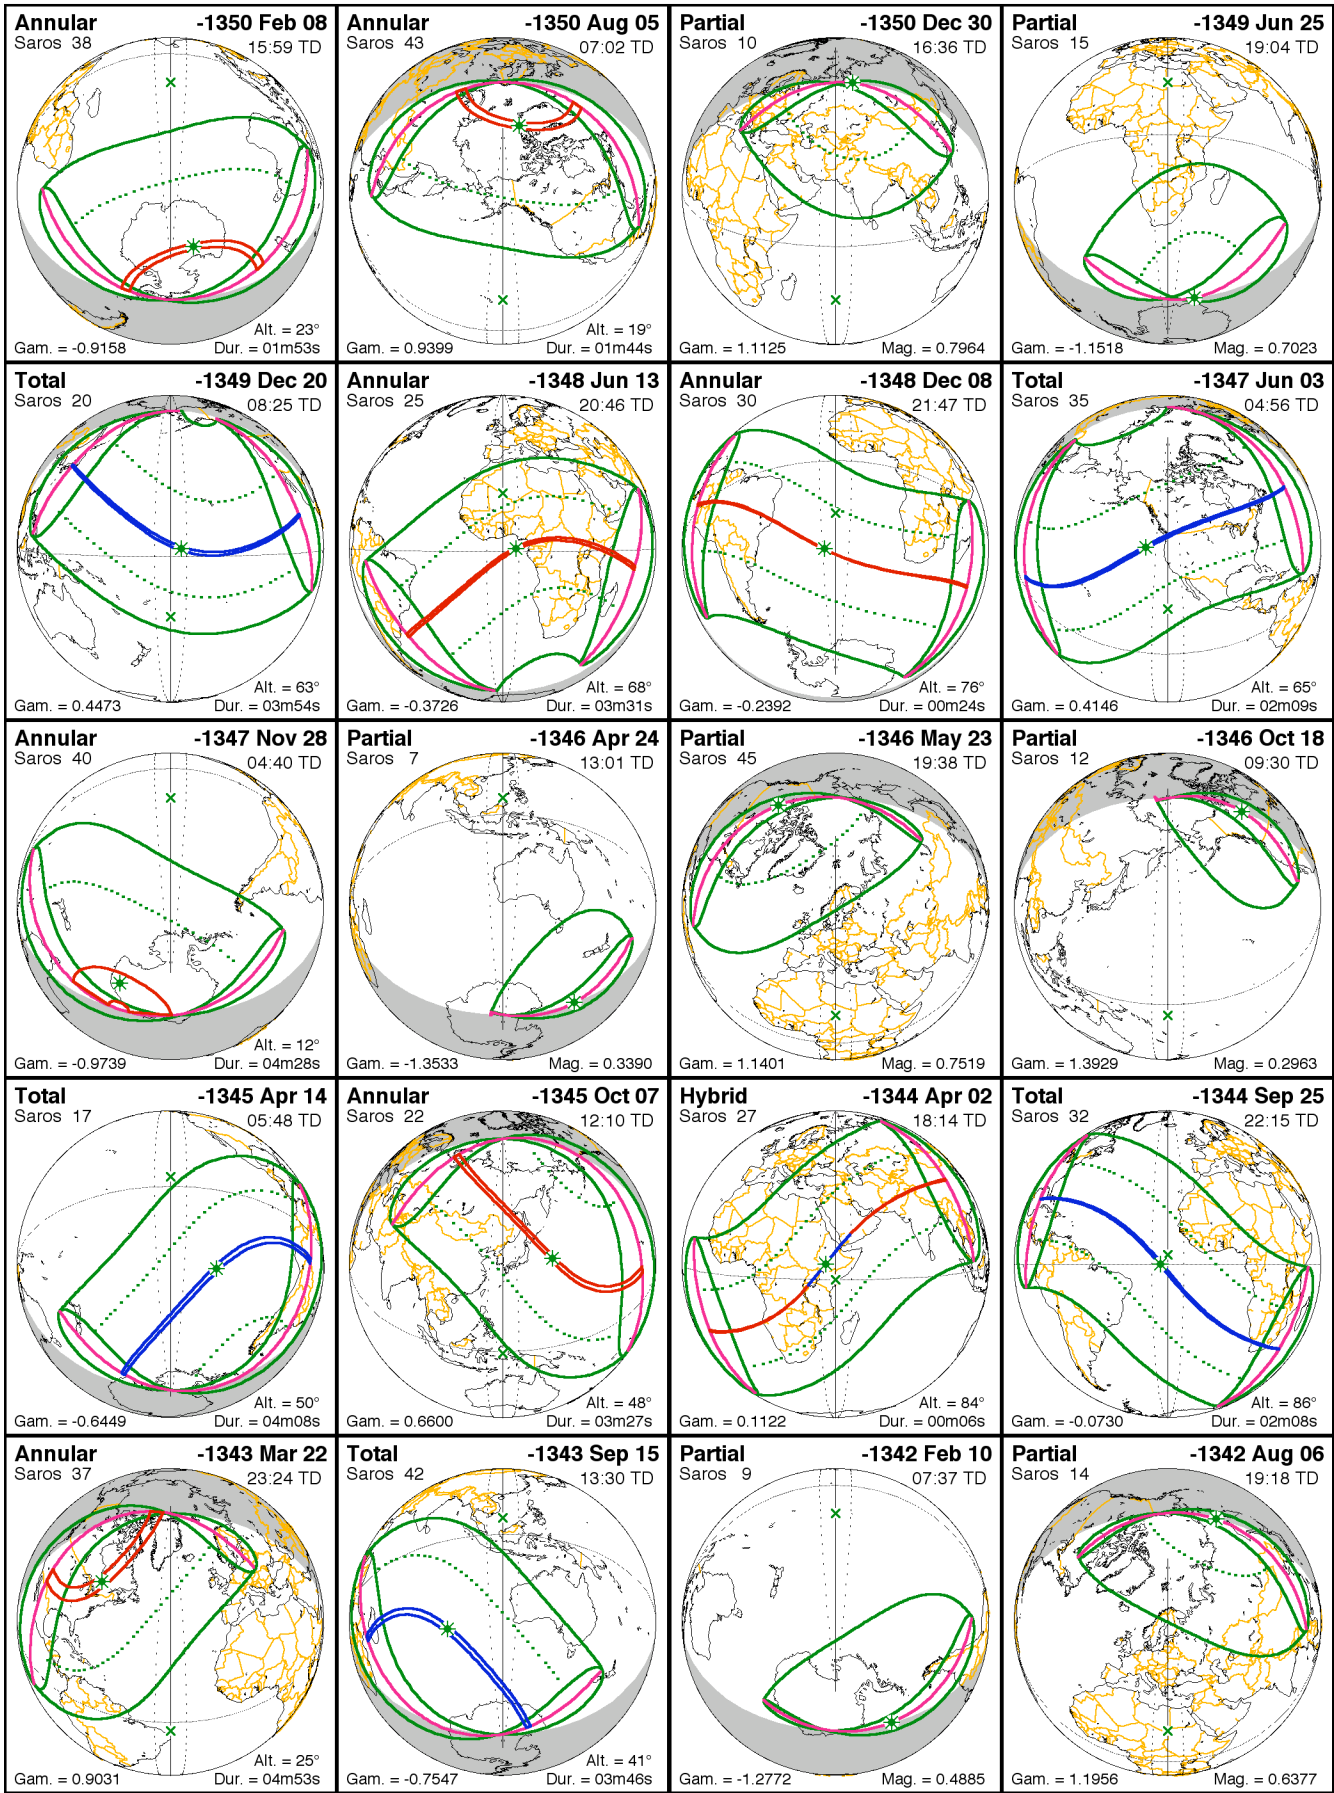 Annular -1350 Feb 08
Saros 38 15:59 TD
Alt. = 23°
Gam. = -0.9158 Dur. = 01m53s
Annular -1350 Aug 05
Saros 43 07:02 TD
Alt. = 19°
Gam. = 0.9399 Dur. = 01m44s
Partial -1350 Dec 30
Saros 10 16:36 TD
Gam. = 1.1125 Mag. = 0.7964
Partial -1349 Jun 25
Saros 15 19:04 TD
Gam. = -1.1518 Mag. = 0.7023
Total -1349 Dec 20
Saros 20 08:25 TD
Alt. = 63°
Gam. = 0.4473 Dur. = 03m54s
Annular -1348 Jun 13
Saros 25 20:46 TD
Alt. = 68°
Gam. = -0.3726 Dur. = 03m31s
Annular -1348 Dec 08
Saros 30 21:47 TD
Alt. = 76°
Gam. = -0.2392 Dur. = 00m24s
Total -1347 Jun 03
Saros 35 04:56 TD
Alt. = 65°
Gam. = 0.4146 Dur. = 02m09s
Annular -1347 Nov 28
Saros 40 04:40 TD
Alt. = 12°
Gam. = -0.9739 Dur. = 04m28s
Partial -1346 Apr 24
Saros 7 13:01 TD
Gam. = -1.3533 Mag. = 0.3390
Partial -1346 May 23
Saros 45 19:38 TD
Gam. = 1.1401 Mag. = 0.7519
Partial -1346 Oct 18
Saros 12 09:30 TD
Gam. = 1.3929 Mag. = 0.2963
Total -1345 Apr 14
Saros 17 05:48 TD
Alt. = 50°
Gam. = -0.6449 Dur. = 04m08s
Annular -1345 Oct 07
Saros 22 12:10 TD
Alt. = 48°
Gam. = 0.6600 Dur. = 03m27s
Hybrid -1344 Apr 02
Saros 27 18:14 TD
Alt. = 84°
Gam. = 0.1122 Dur. = 00m06s
Total -1344 Sep 25
Saros 32 22:15 TD
Alt. = 86°
Gam. = -0.0730 Dur. = 02m08s
Annular -1343 Mar 22
Saros 37 23:24 TD
Alt. = 25°
Gam. = 0.9031 Dur. = 04m53s
Total -1343 Sep 15
Saros 42 13:30 TD
Alt. = 41°
Gam. = -0.7547 Dur. = 03m46s
Partial -1342 Feb 10
Saros 9 07:37 TD
Gam. = -1.2772 Mag. = 0.4885
Partial -1342 Aug 06
Saros 14 19:18 TD
Gam. = 1.1956 Mag. = 0.6377